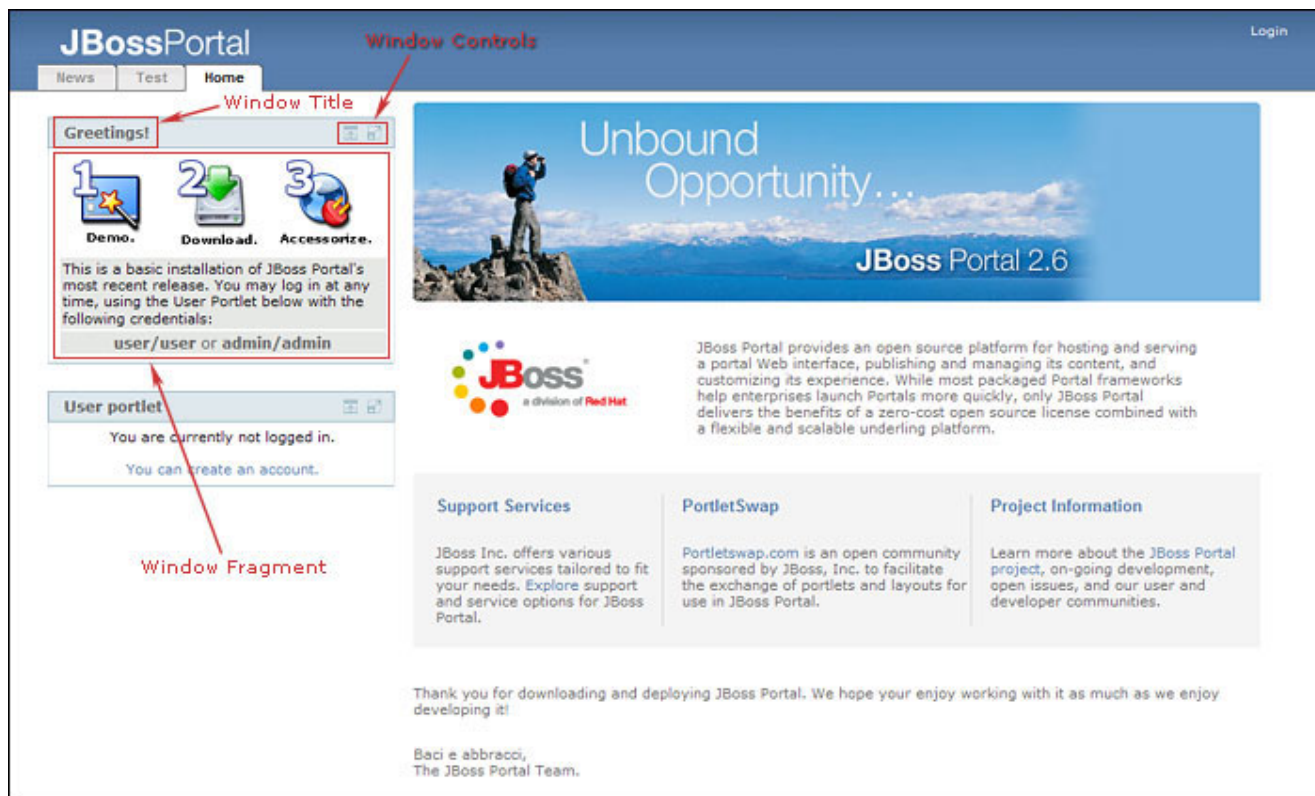 JBossPortal
Window Controls
Login
News
Test
Home
Window Title
Greetings!
1
2
3
Demo.
Download.
Accessorize.
This is a basic installation of JBoss Portal's
most recent release. You may log in at any
time, using the User Portlet below with the
following credentials:
user/user or admin/admin
User portlet
You are currently not logged in.
You can create an account.
Window Fragment
Unbound
Opportunity...
JBoss Portal 2.6
JBoss
a division of Red Hat
JBoss Portal provides an open source platform for hosting and serving
a portal Web interface, publishing and managing its content, and
customizing its experience. While most packaged Portal frameworks
help enterprises launch Portals more quickly, only JBoss Portal
delivers the benefits of a zero-cost open source license combined with
a flexible and scalable underling platform.
Support Services
JBoss Inc. offers various
support services tailored to fit
your needs. Explore support
and service options for JBoss
Portal.
PortletSwap
Portletswap.com is an open community
sponsored by JBoss, Inc. to facilitate
the exchange of portlets and layouts for
use in JBoss Portal.
Project Information
Learn more about the JBoss Portal
project, on-going development,
open issues, and our user and
developer communities.
Thank you for downloading and deploying JBoss Portal. We hope your enjoy working with it as much as we enjoy
developing it!
Baci e abbracci,
The JBoss Portal Team.